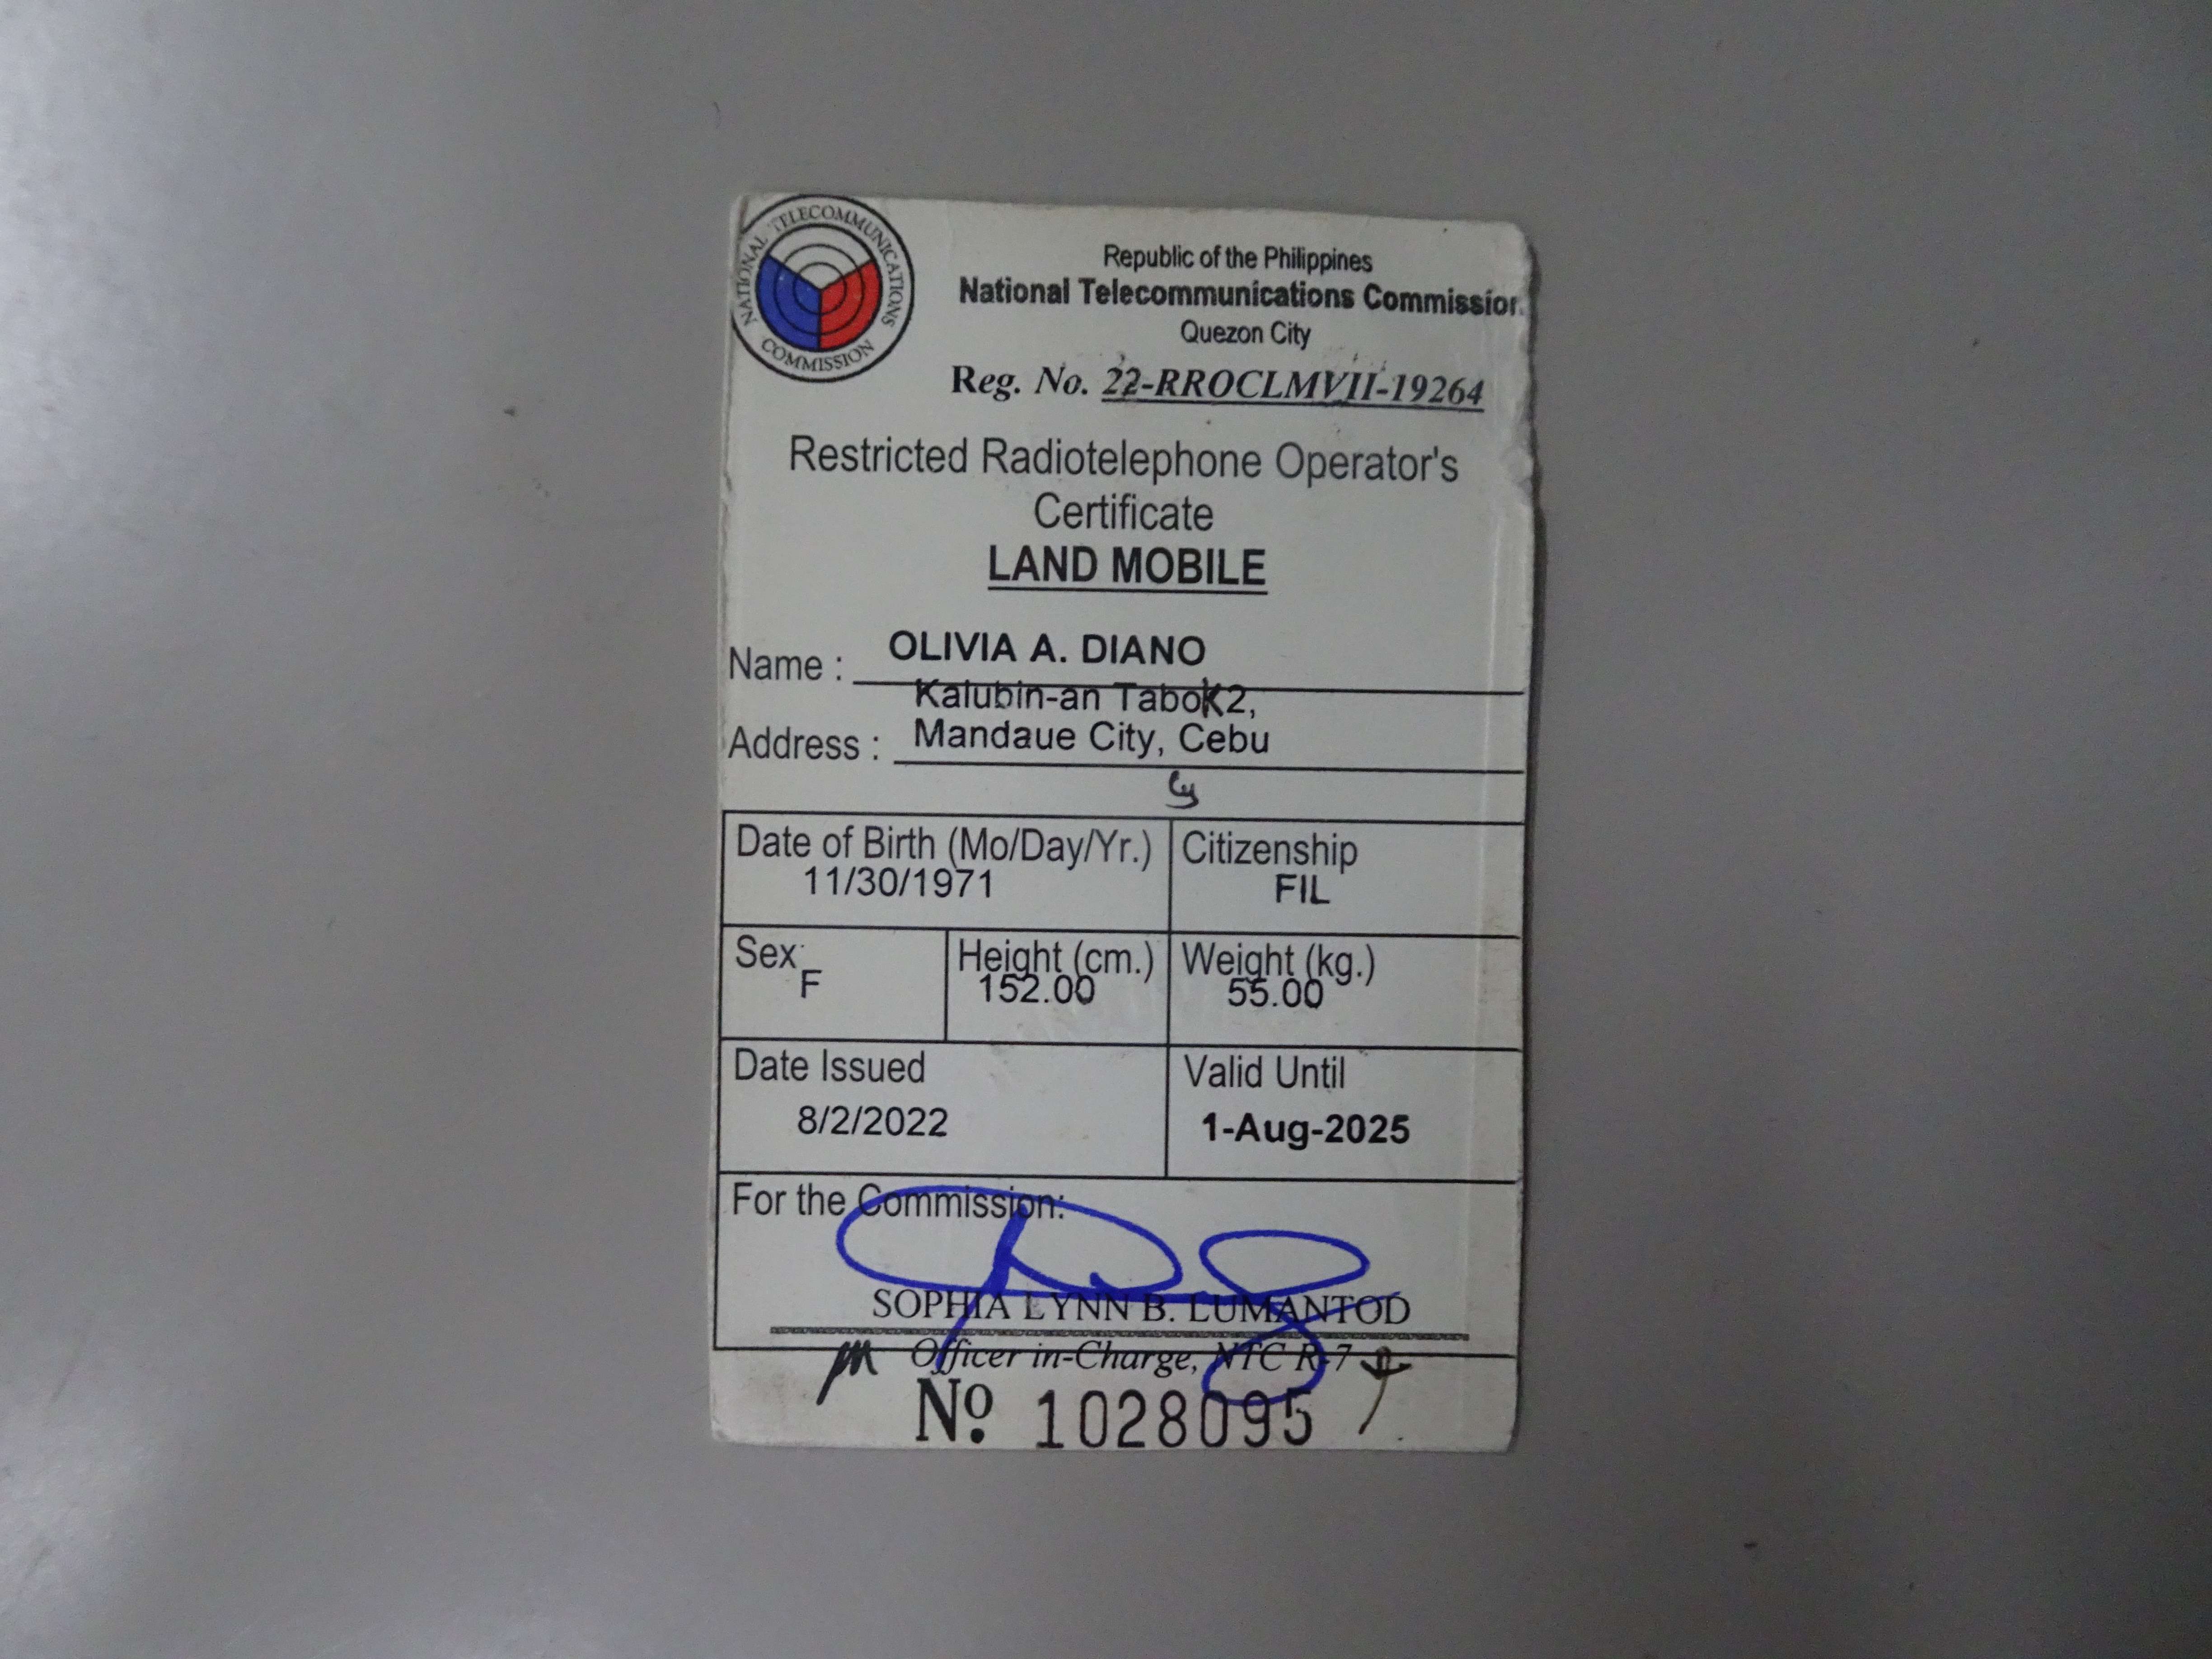 NATIONAL TELECOMMUNICATIONS COMMISSION
Republic of the Philippines
National Telecommunications Commission
Quezon City
Reg. No. 22-RROCLMVII-19264
Restricted Radiotelephone Operator's
Certificate
LAND MOBILE
Name : OLIVIA A. DIANO
Kalubin-an Tabok2,
Address : Mandaue City, Cebu
Date of Birth (Mo/Day/Yr.) Citizenship
11/30/1971 FIL
Sex Height (cm.) Weight (kg.)
F 152.00 55.00
Date Issued Valid Until
8/2/2022 1-Aug-2025
For the Commission:
SOPHIA LYNN B. LUMANTOD
Officer in-Charge, NTC R-7
No. 1028095